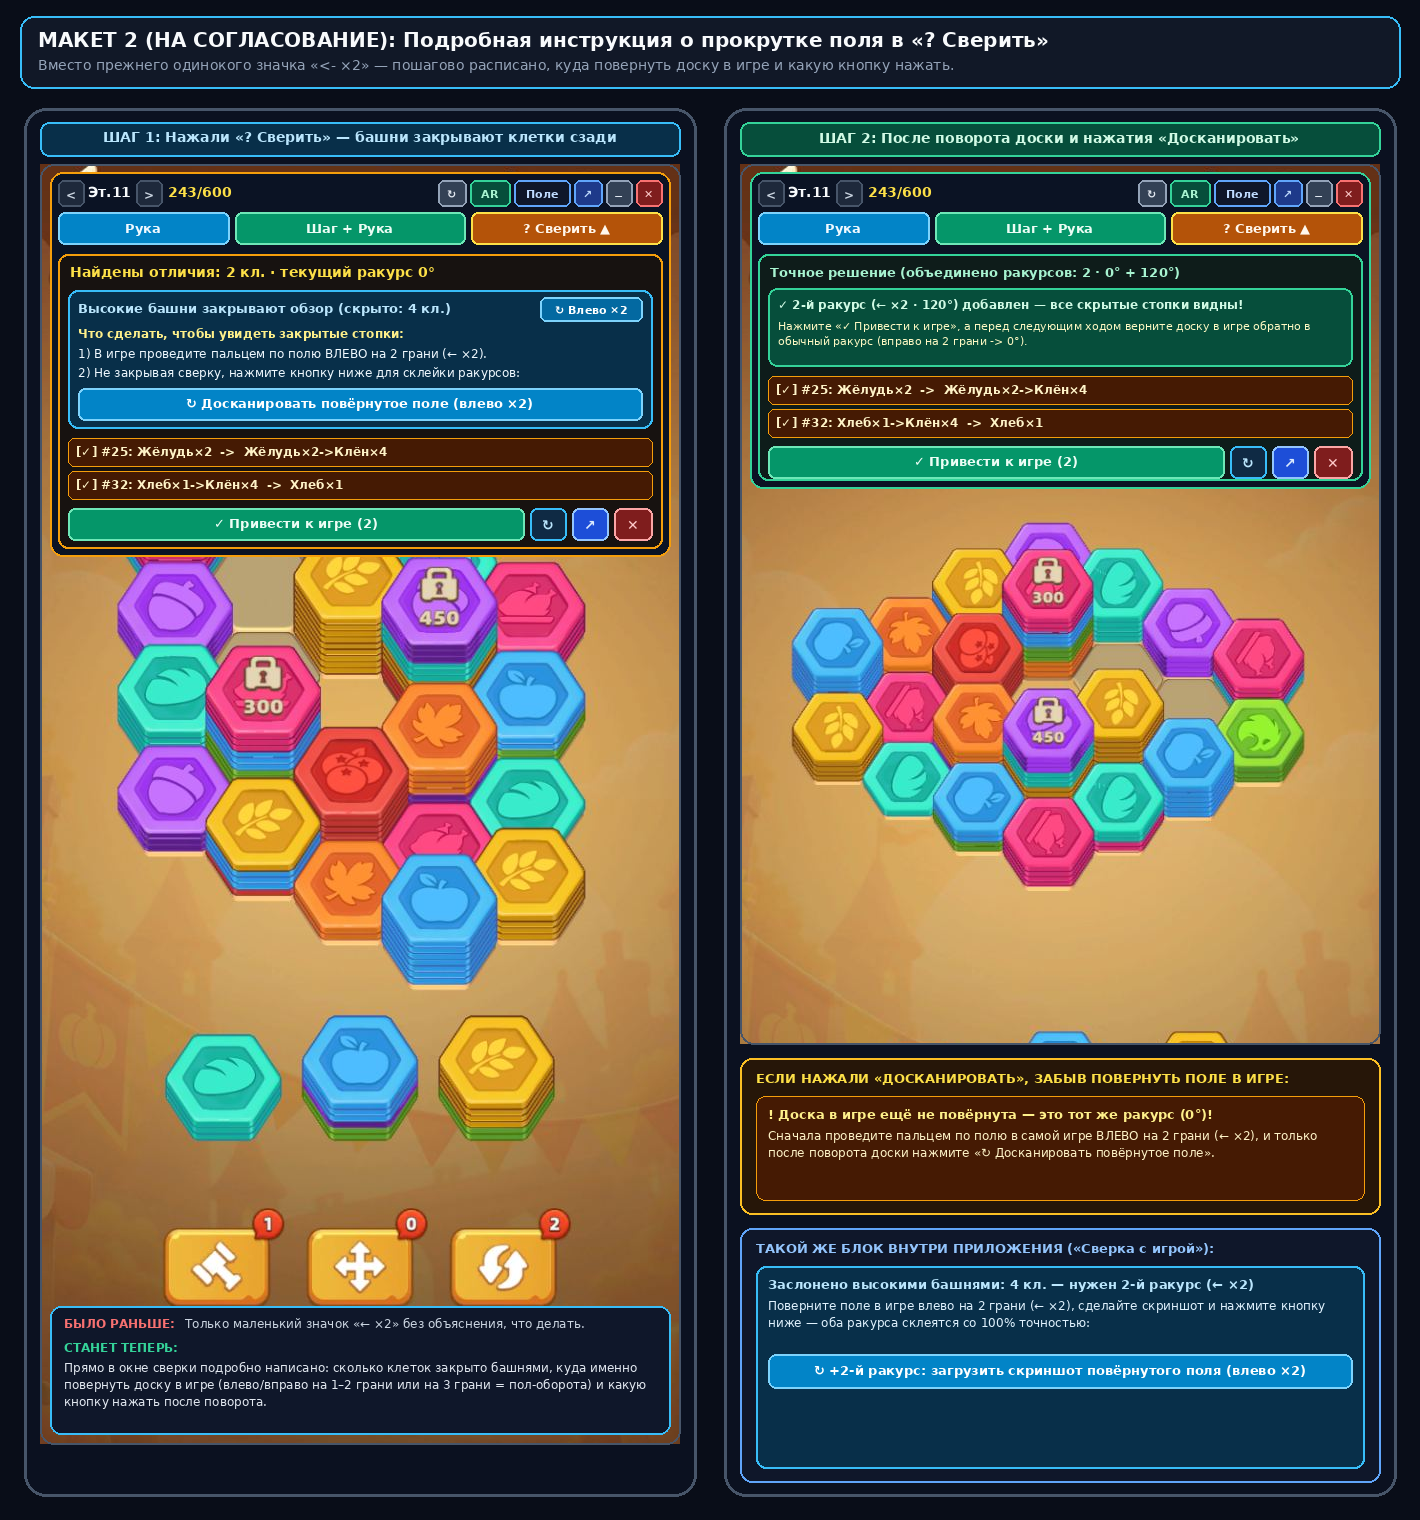 МАКЕТ 2 (НА СОГЛАСОВАНИЕ): Подробная инструкция о прокрутке поля в «? Сверить»
Вместо прежнего одинокого значка «<- ×2» — пошагово расписано, куда повернуть доску в игре и какую кнопку нажать.
ШАГ 1: Нажали «? Сверить» — башни закрывают клетки сзади
< Эт.11 > 243/600 ↻ AR Поле ↗ _ ✕
Рука Шаг + Рука ? Сверить ▲
Найдены отличия: 2 кл. · текущий ракурс 0°
Высокие башни закрывают обзор (скрыто: 4 кл.) ↻ Влево ×2
Что сделать, чтобы увидеть закрытые стопки:
1) В игре проведите пальцем по полю ВЛЕВО на 2 грани (← ×2).
2) Не закрывая сверку, нажмите кнопку ниже для склейки ракурсов:
↻ Досканировать повёрнутое поле (влево ×2)
[✓] #25: Жёлудь×2 -> Жёлудь×2->Клён×4
[✓] #32: Хлеб×1->Клён×4 -> Хлеб×1
✓ Привести к игре (2) ↻ ↗ ✕
450
300
1 0 2
БЫЛО РАНЬШЕ: Только маленький значок «← ×2» без объяснения, что делать.
СТАНЕТ ТЕПЕРЬ:
Прямо в окне сверки подробно написано: сколько клеток закрыто башнями, куда именно
повернуть доску в игре (влево/вправо на 1–2 грани или на 3 грани = пол-оборота) и какую
кнопку нажать после поворота.
ШАГ 2: После поворота доски и нажатия «Досканировать»
< Эт.11 > 243/600 ↻ AR Поле ↗ _ ✕
Рука Шаг + Рука ? Сверить ▲
Точное решение (объединено ракурсов: 2 · 0° + 120°)
✓ 2-й ракурс (← ×2 · 120°) добавлен — все скрытые стопки видны!
Нажмите «✓ Привести к игре», а перед следующим ходом верните доску в игре обратно в
обычный ракурс (вправо на 2 грани -> 0°).
[✓] #25: Жёлудь×2 -> Жёлудь×2->Клён×4
[✓] #32: Хлеб×1->Клён×4 -> Хлеб×1
✓ Привести к игре (2) ↻ ↗ ✕
300
450
ЕСЛИ НАЖАЛИ «ДОСКАНИРОВАТЬ», ЗАБЫВ ПОВЕРНУТЬ ПОЛЕ В ИГРЕ:
! Доска в игре ещё не повёрнута — это тот же ракурс (0°)!
Сначала проведите пальцем по полю в самой игре ВЛЕВО на 2 грани (← ×2), и только
после поворота доски нажмите «↻ Досканировать повёрнутое поле».
ТАКОЙ ЖЕ БЛОК ВНУТРИ ПРИЛОЖЕНИЯ («Сверка с игрой»):
Заслонено высокими башнями: 4 кл. — нужен 2-й ракурс (← ×2)
Поверните поле в игре влево на 2 грани (← ×2), сделайте скриншот и нажмите кнопку
ниже — оба ракурса склеятся со 100% точностью:
↻ +2-й ракурс: загрузить скриншот повёрнутого поля (влево ×2)